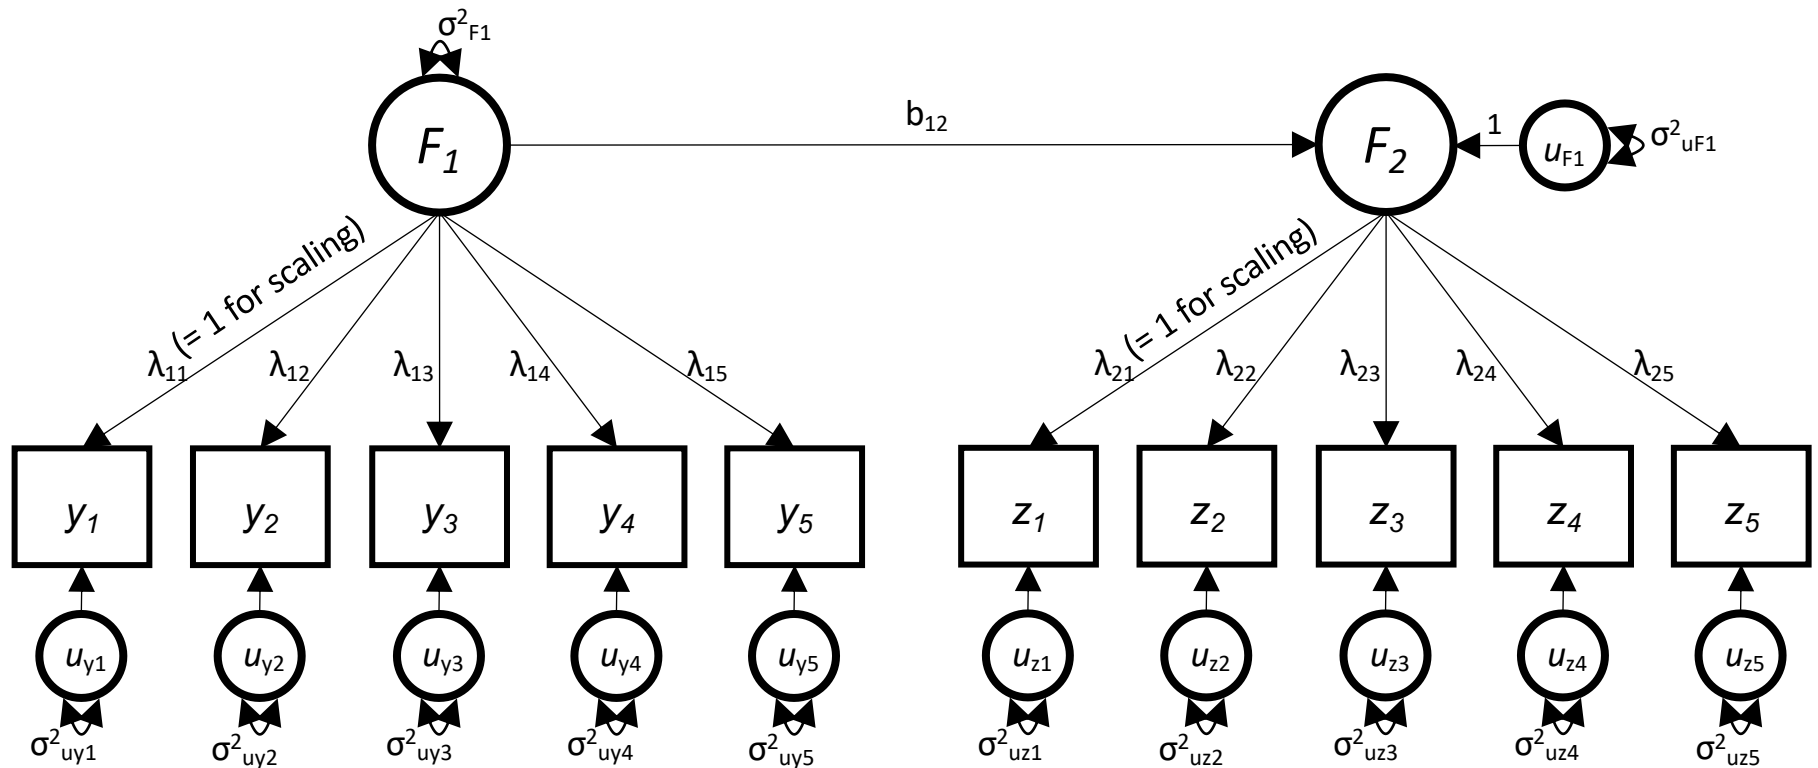 σ²F1
b12
F1
F2
1
uF1
σ²uF1
λ11 (= 1 for scaling)
λ12
λ13
λ14
λ15
λ21 (= 1 for scaling)
λ22
λ23
λ24
λ25
y1
y2
y3
y4
y5
z1
z2
z3
z4
z5
uy1
uy2
uy3
uy4
uy5
uz1
uz2
uz3
uz4
uz5
σ²uy1
σ²uy2
σ²uy3
σ²uy4
σ²uy5
σ²uz1
σ²uz2
σ²uz3
σ²uz4
σ²uz5